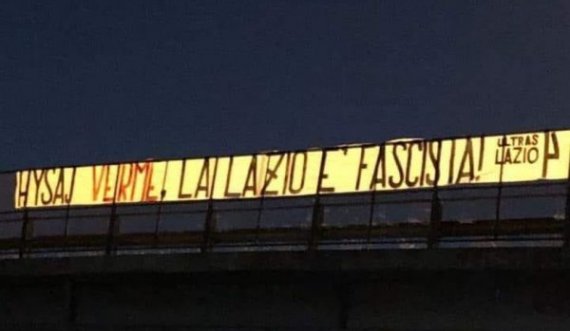 HYSAJ VERME, LA LAZIO E' FASCISTA!
ULTRAS
LAZIO